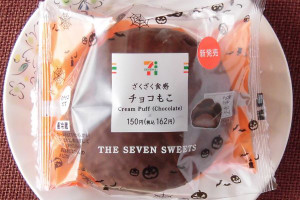 新発売
ざくざく食感
チョコもこ
Cream Puff (Chocolate)
150円(税込162円)
THE SEVEN SWEETS